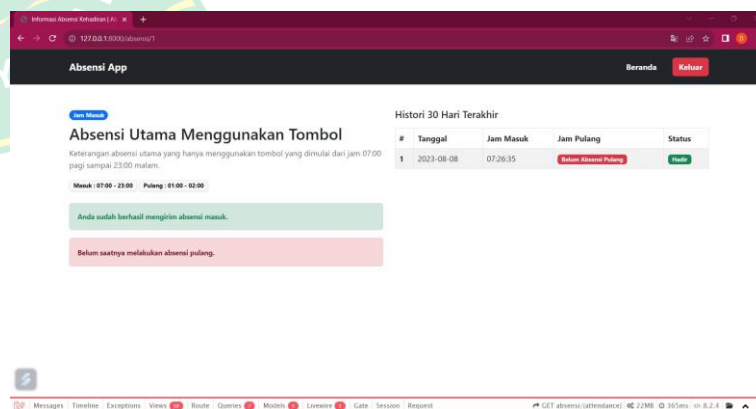 Informasi Absensi Kehadiran | Ab
127.0.0.1:8000/absensi/1
Absensi App
Beranda
Keluar
Jam Masuk
Absensi Utama Menggunakan Tombol
Keterangan absensi utama yang hanya menggunakan tombol yang dimulai dari jam 07:00
pagi sampai 23:00 malam.
Masuk : 07:00 - 23:00 Pulang : 01:00 - 02:00
Anda sudah berhasil mengirim absensi masuk.
Belum saatnya melakukan absensi pulang.
Histori 30 Hari Terakhir
# Tanggal Jam Masuk Jam Pulang Status
1 2023-08-08 07:26:35 Belum Absensi Pulang Hadir
Messages Timeline Exceptions Views Route Queries Models Livewire Gate Session Request GET absensi/{attendance} 22MB 365ms 8.2.4